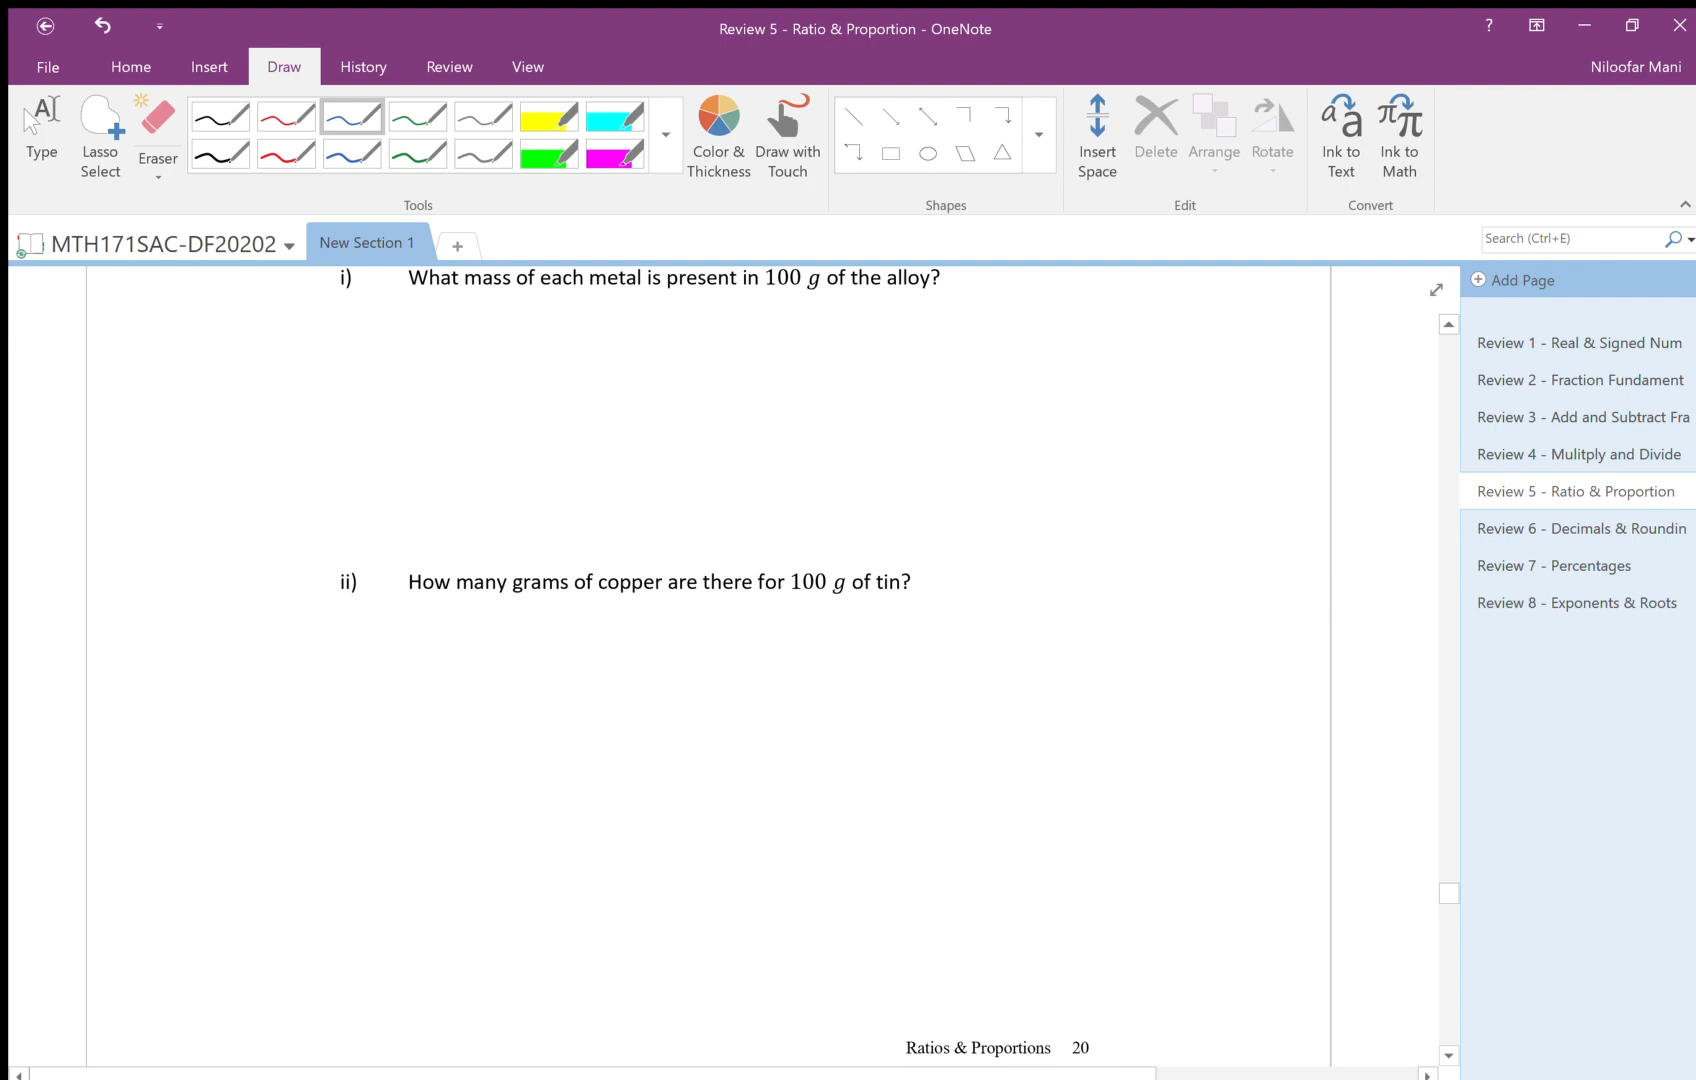 Review 5 - Ratio & Proportion - OneNote
?
File Home Insert Draw History Review View
Niloofar Mani
Type
Lasso Select
Eraser
Color & Thickness
Draw with Touch
Insert Space
Delete
Arrange
Rotate
Ink to Text
Ink to Math
Tools
Shapes
Edit
Convert
MTH171SAC-DF20202
New Section 1
+
Search (Ctrl+E)
i) What mass of each metal is present in 100 g of the alloy?
ii) How many grams of copper are there for 100 g of tin?
Ratios & Proportions 20
Add Page
Review 1 - Real & Signed Num
Review 2 - Fraction Fundament
Review 3 - Add and Subtract Fra
Review 4 - Mulitply and Divide
Review 5 - Ratio & Proportion
Review 6 - Decimals & Roundin
Review 7 - Percentages
Review 8 - Exponents & Roots